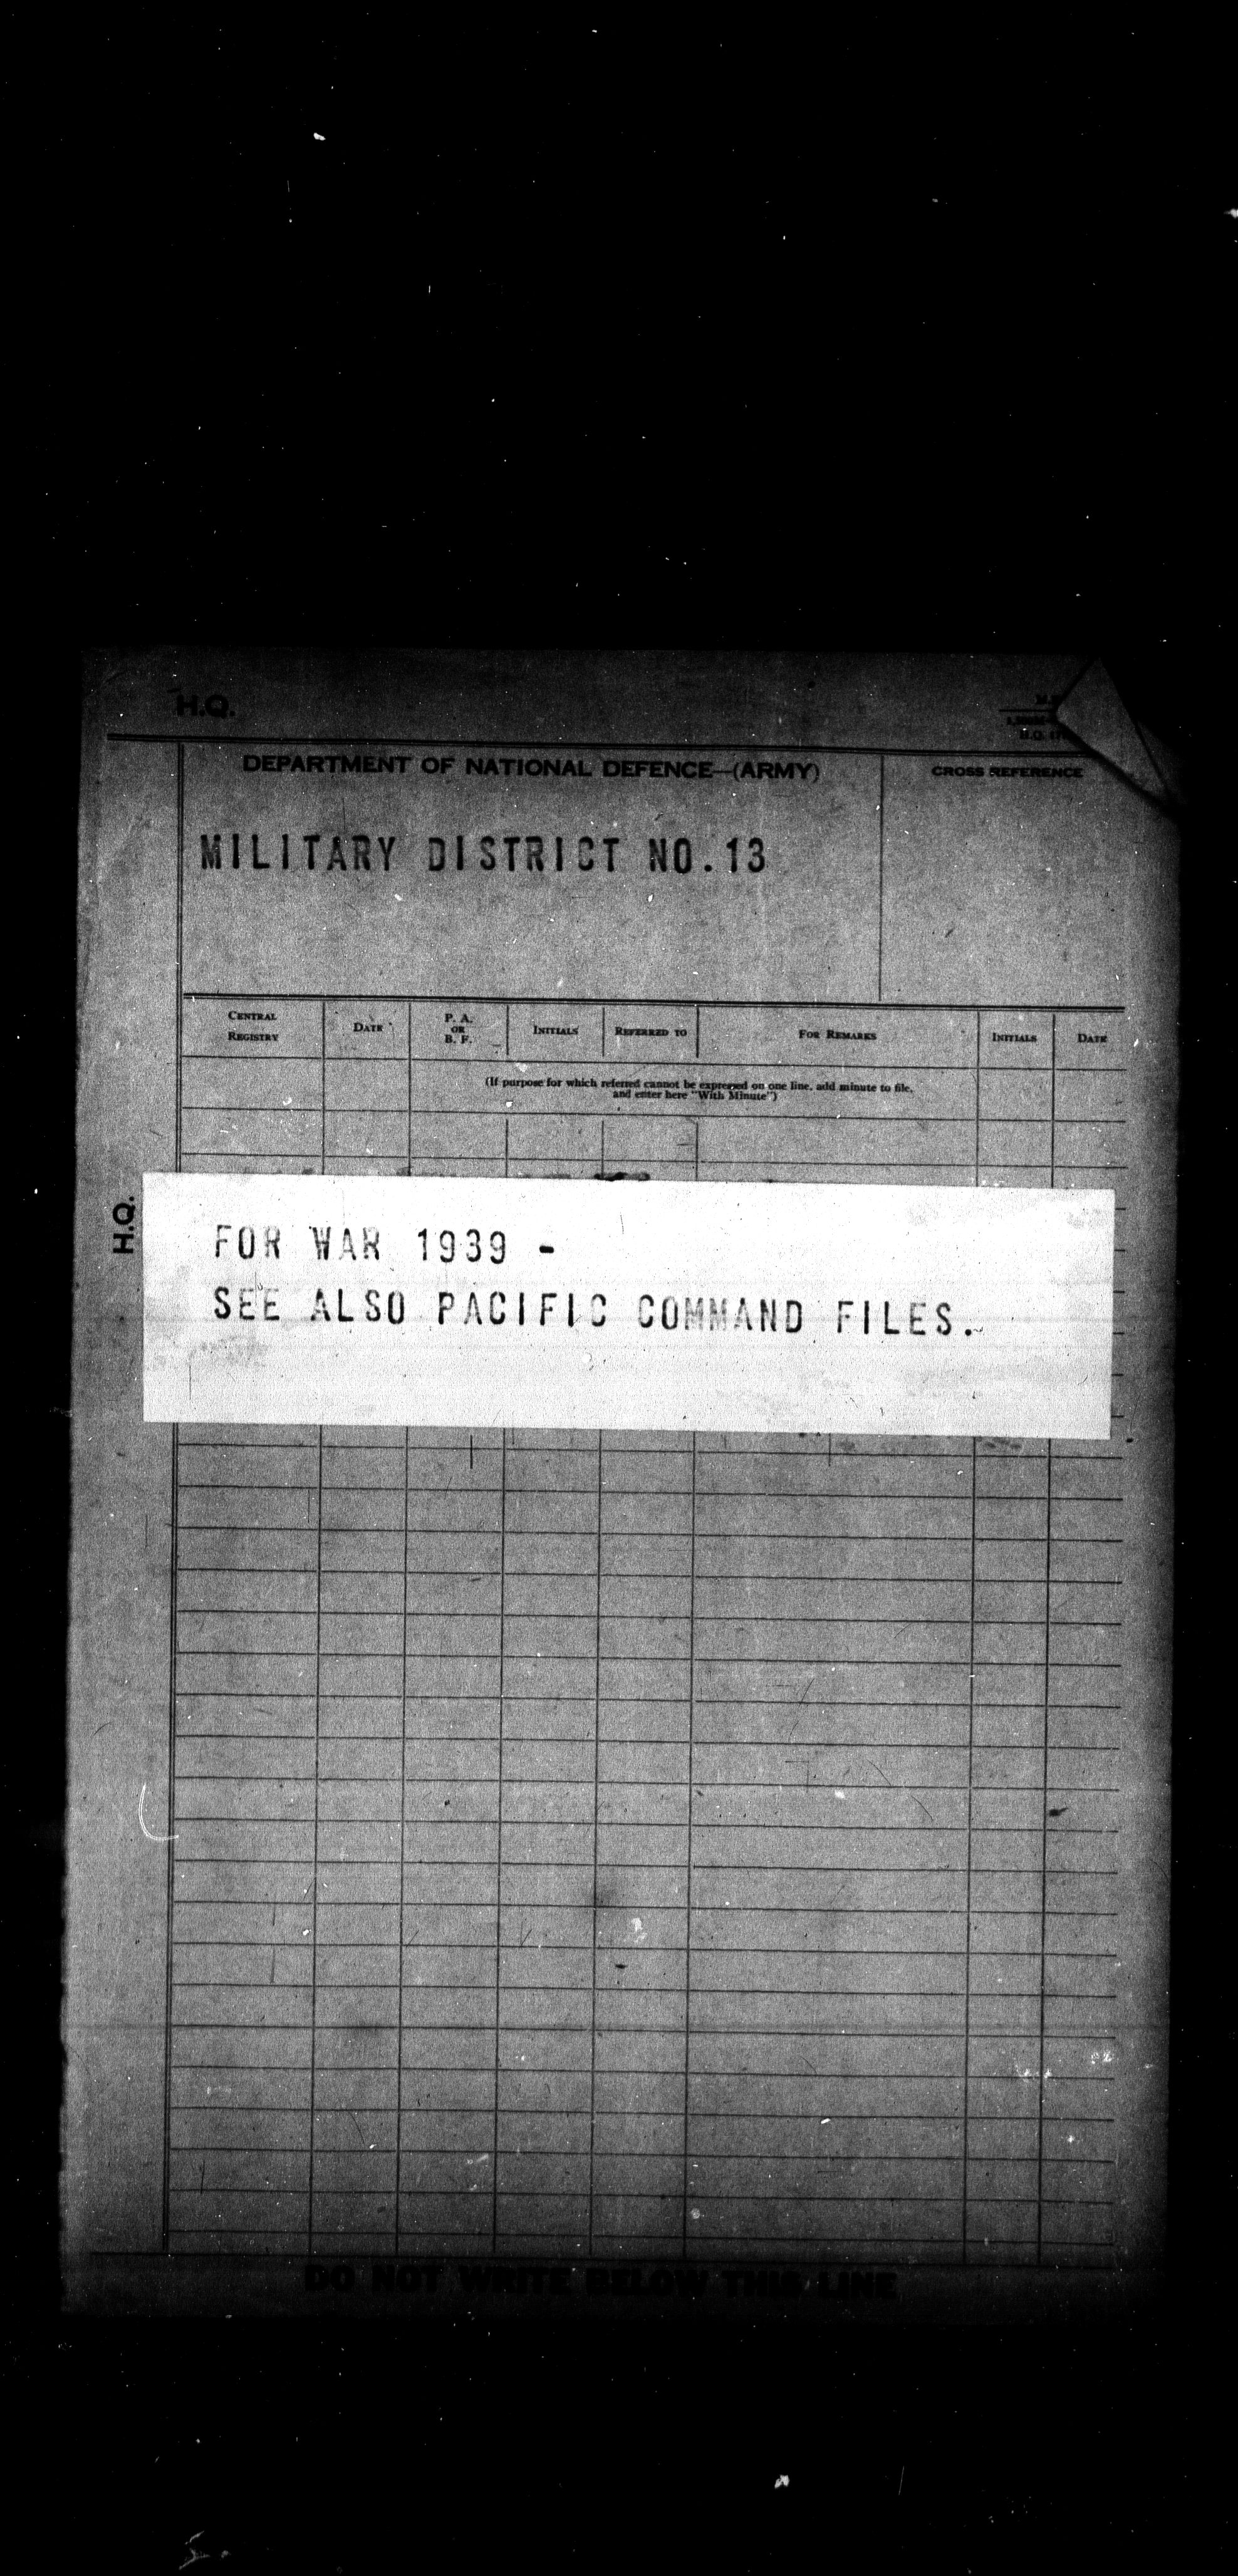 H.Q.
DEPARTMENT OF NATIONAL DEFENCE—(ARMY)
CROSS REFERENCE
MILITARY DISTRICT NO.13
CENTRAL REGISTRY
DATE
P. A. OR B. F.
INITIALS
REFERRED TO
FOR REMARKS
INITIALS
DATE
(If purpose for which referred cannot be expressed on one line, add minute to file,
and enter here "With Minute")
H.Q.
FOR WAR 1939 -
SEE ALSO PACIFIC COMMAND FILES.
DO NOT WRITE BELOW THIS LINE